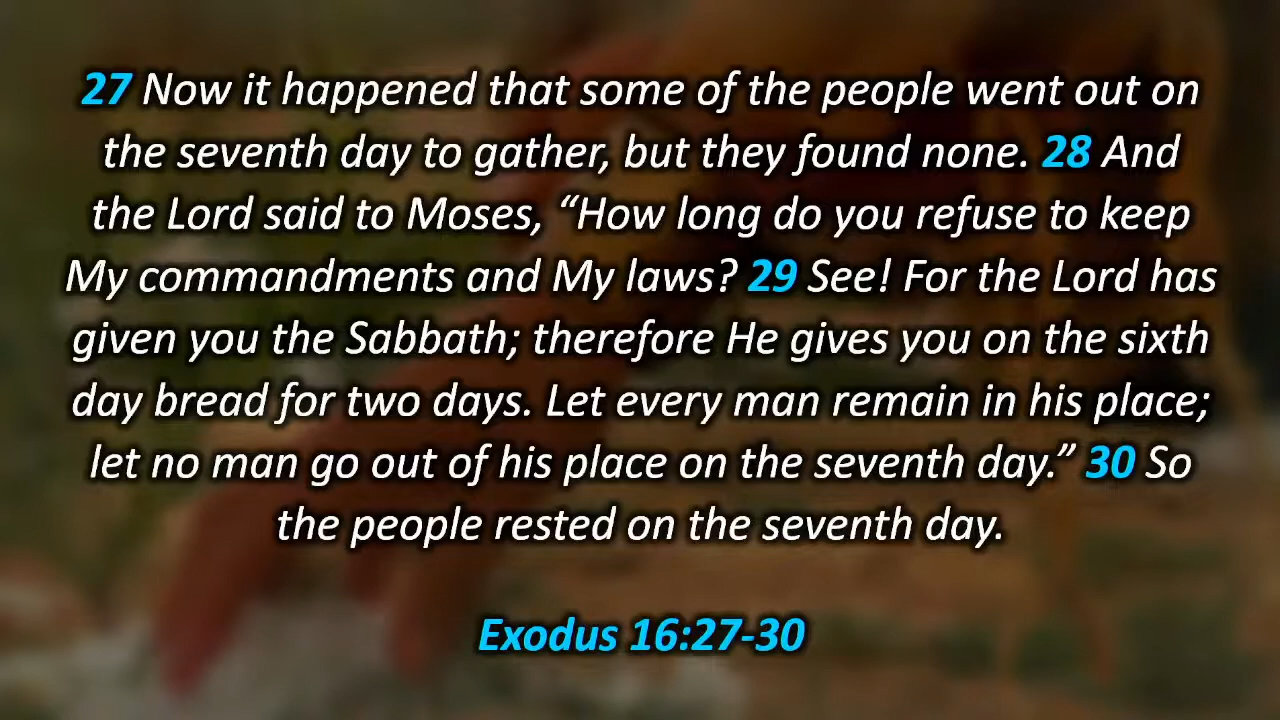 27 Now it happened that some of the people went out on
the seventh day to gather, but they found none. 28 And
the Lord said to Moses, “How long do you refuse to keep
My commandments and My laws? 29 See! For the Lord has
given you the Sabbath; therefore He gives you on the sixth
day bread for two days. Let every man remain in his place;
let no man go out of his place on the seventh day.” 30 So
the people rested on the seventh day.
Exodus 16:27-30